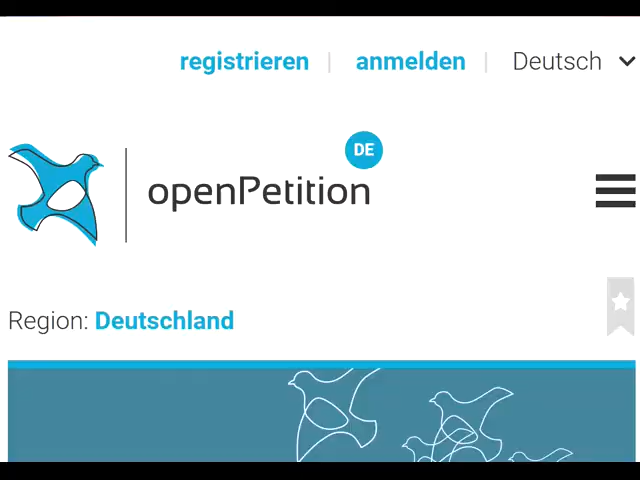 registrieren | anmelden | Deutsch
DE
openPetition
Region: Deutschland